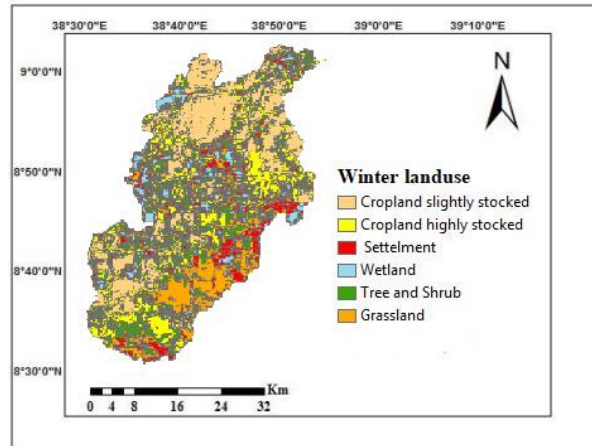 38°30'0"E 38°40'0"E 38°50'0"E 39°0'0"E 39°10'0"E
N
9°0'0"N
8°50'0"N
8°40'0"N
8°30'0"N
Winter landuse
Cropland slightly stocked
Cropland highly stocked
Settelment
Wetland
Tree and Shrub
Grassland
Km
0 4 8 16 24 32